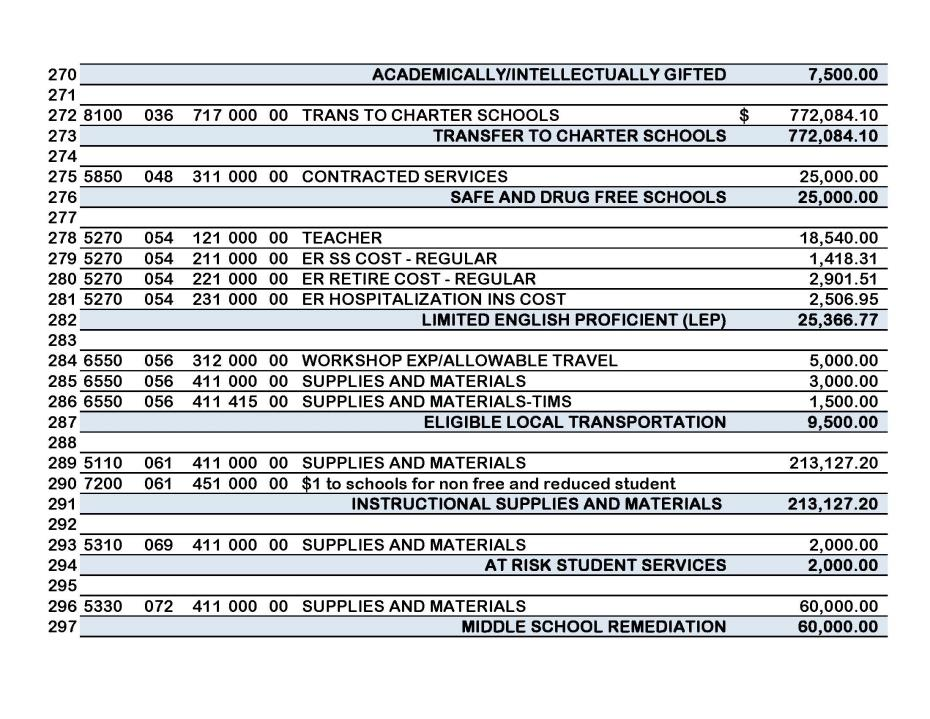 270 ACADEMICALLY/INTELLECTUALLY GIFTED 7,500.00
271
272 8100 036 717 000 00 TRANS TO CHARTER SCHOOLS $ 772,084.10
273 TRANSFER TO CHARTER SCHOOLS 772,084.10
274
275 5850 048 311 000 00 CONTRACTED SERVICES 25,000.00
276 SAFE AND DRUG FREE SCHOOLS 25,000.00
277
278 5270 054 121 000 00 TEACHER 18,540.00
279 5270 054 211 000 00 ER SS COST - REGULAR 1,418.31
280 5270 054 221 000 00 ER RETIRE COST - REGULAR 2,901.51
281 5270 054 231 000 00 ER HOSPITALIZATION INS COST 2,506.95
282 LIMITED ENGLISH PROFICIENT (LEP) 25,366.77
283
284 6550 056 312 000 00 WORKSHOP EXP/ALLOWABLE TRAVEL 5,000.00
285 6550 056 411 000 00 SUPPLIES AND MATERIALS 3,000.00
286 6550 056 411 415 00 SUPPLIES AND MATERIALS-TIMS 1,500.00
287 ELIGIBLE LOCAL TRANSPORTATION 9,500.00
288
289 5110 061 411 000 00 SUPPLIES AND MATERIALS 213,127.20
290 7200 061 451 000 00 $1 to schools for non free and reduced student
291 INSTRUCTIONAL SUPPLIES AND MATERIALS 213,127.20
292
293 5310 069 411 000 00 SUPPLIES AND MATERIALS 2,000.00
294 AT RISK STUDENT SERVICES 2,000.00
295
296 5330 072 411 000 00 SUPPLIES AND MATERIALS 60,000.00
297 MIDDLE SCHOOL REMEDIATION 60,000.00